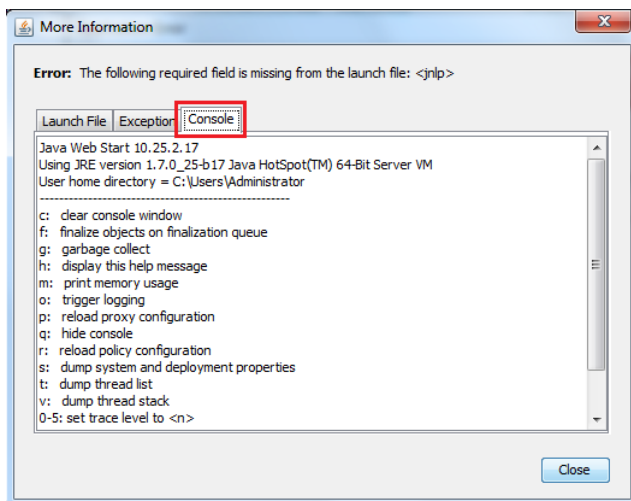 More Information
Error: The following required field is missing from the launch file: <jnlp>
Launch File Exception Console
Java Web Start 10.25.2.17
Using JRE version 1.7.0_25-b17 Java HotSpot(TM) 64-Bit Server VM
User home directory = C:\Users\Administrator
----------------------------------------------------
c: clear console window
f: finalize objects on finalization queue
g: garbage collect
h: display this help message
m: print memory usage
o: trigger logging
p: reload proxy configuration
q: hide console
r: reload policy configuration
s: dump system and deployment properties
t: dump thread list
v: dump thread stack
0-5: set trace level to <n>
Close